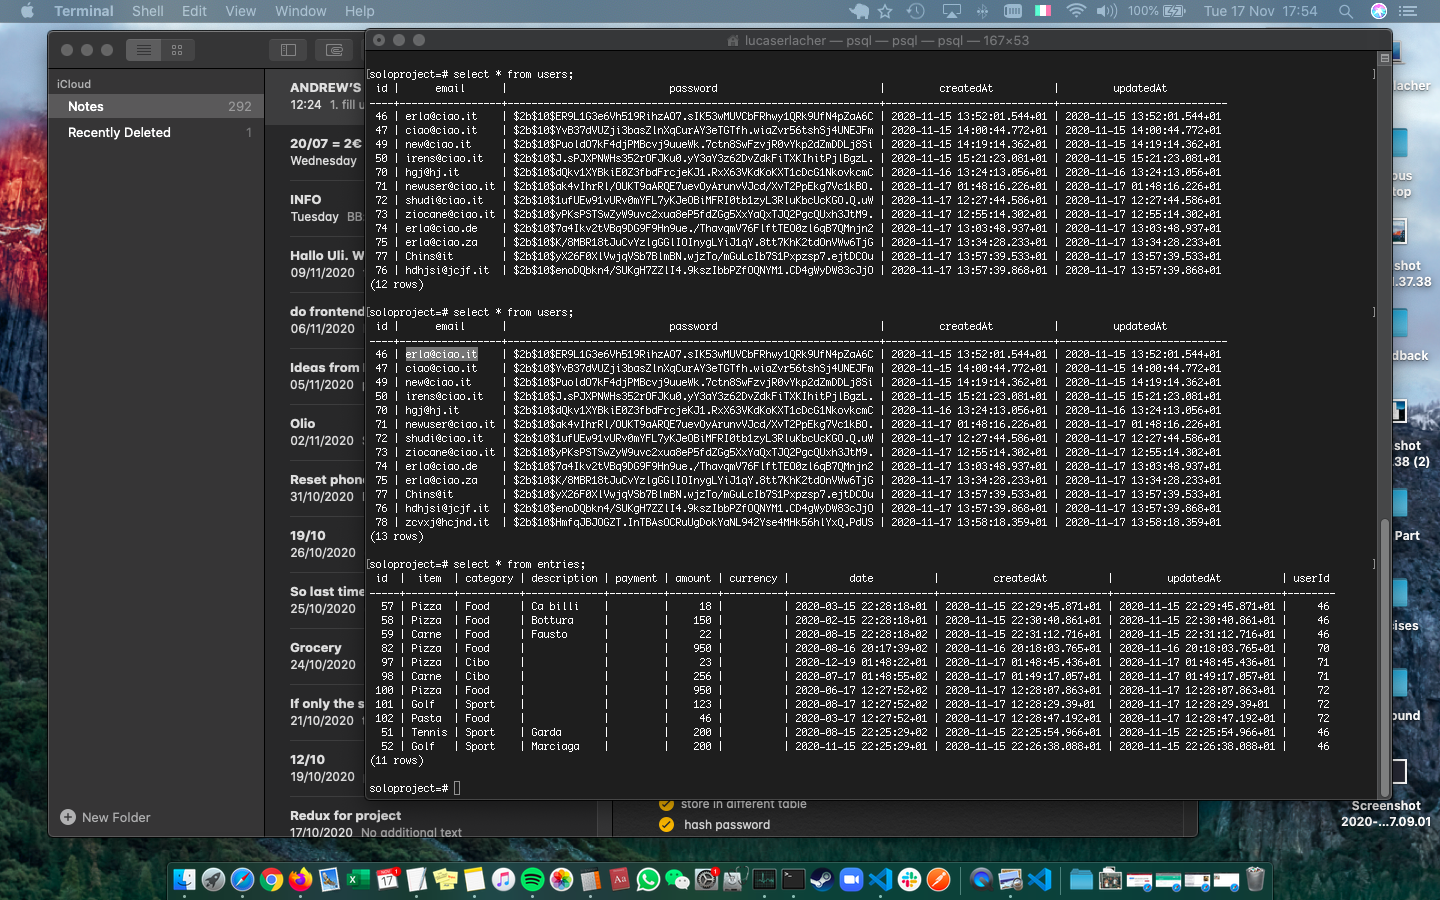 Terminal Shell Edit View Window Help 100% Tue 17 Nov 17:54
lucaserlacher — psql — psql — psql — 167×53
iCloud
Notes 292
Recently Deleted 1
New Folder
ANDREW'S
12:24 1. fill u
20/07 = 2€
Wednesday
INFO
Tuesday BB:
Hallo Uli. W
09/11/2020
do frontend
06/11/2020
Ideas from
05/11/2020
Olio
02/11/2020
Reset phone
31/10/2020
19/10
26/10/2020
So last time
25/10/2020
Grocery
24/10/2020
If only the s
21/10/2020
12/10
19/10/2020
Redux for project
17/10/2020 No additional text
[soloproject=# select * from users; ]
id | email | password | createdAt | updatedAt
46 | erla@ciao.it | $2b$10$ER9L1G3e6Vh519RihzAO7.sIK53wMUVCbFRhwy1QRk9UfN4pZaA6C | 2020-11-15 13:52:01.544+01 | 2020-11-15 13:52:01.544+01
47 | ciao@ciao.it | $2b$10$YvB37dVUZji3basZlnXqCurAY3eTGTfh.wiaZvr56tshSj4UNEJFm | 2020-11-15 14:00:44.772+01 | 2020-11-15 14:00:44.772+01
49 | new@ciao.it | $2b$10$PuoldO7kF4djPMBcvj9uueWk.7ctn8SwFzvjR0vYkp2dZmDDLj8Si | 2020-11-15 14:19:14.362+01 | 2020-11-15 14:19:14.362+01
50 | irens@ciao.it | $2b$10$J.sPJXPNWHs352rOFJKu0.yY3aY3z62DvZdkFiTXKIhitPjlBgzL. | 2020-11-15 15:21:23.081+01 | 2020-11-15 15:21:23.081+01
70 | hgj@hj.it | $2b$10$dQkv1XYBkiE0Z3fbdFrcjeKJ1.RxX63VKdKoKXT1cDcG1NkovkcmC | 2020-11-16 13:24:13.056+01 | 2020-11-16 13:24:13.056+01
71 | newuser@ciao.it | $2b$10$ak4vIhrRl/OUKT9aARQE7uevOyArunvVJcd/XvT2PpEkg7Vc1kBO. | 2020-11-17 01:48:16.226+01 | 2020-11-17 01:48:16.226+01
72 | shudi@ciao.it | $2b$10$1ufUEw91vURv0mYFL7yKJeOBiMFRI0tb1zyL3RluKbcUcKGO.Q.uW | 2020-11-17 12:27:44.586+01 | 2020-11-17 12:27:44.586+01
73 | ziocane@ciao.it | $2b$10$yPKsPSTSwZyW9uvc2xua8eP5fdZGg5XxYaQxTJQ2PgcQUxh3JtM9. | 2020-11-17 12:55:14.302+01 | 2020-11-17 12:55:14.302+01
74 | erla@ciao.de | $2b$10$7a4Ikv2tVBq9DG9F9Hn9ue./ThavqmV76FlftTEO0zl6qB7QMnjn2 | 2020-11-17 13:03:48.937+01 | 2020-11-17 13:03:48.937+01
75 | erla@ciao.za | $2b$10$K/8MBR18tJuCvYzlgGGlIOInygLYiJ1qY.8tt7KhK2tdOnVWw6TjG | 2020-11-17 13:34:28.233+01 | 2020-11-17 13:34:28.233+01
77 | Chins@it | $2b$10$yX26F0XlVwjqVSb7BlmBN.wjzTo/mGuLcIb7S1Pxpzsp7.ejtDCOu | 2020-11-17 13:57:39.533+01 | 2020-11-17 13:57:39.533+01
76 | hdhjsi@jcjf.it | $2b$10$enoDQbkn4/SUKgH7ZZlI4.9kszIbbPZfOQNYM1.CD4gWyDW83cJjO | 2020-11-17 13:57:39.868+01 | 2020-11-17 13:57:39.868+01
(12 rows)
[soloproject=# select * from users; ]
id | email | password | createdAt | updatedAt
46 | erla@ciao.it | $2b$10$ER9L1G3e6Vh519RihzAO7.sIK53wMUVCbFRhwy1QRk9UfN4pZaA6C | 2020-11-15 13:52:01.544+01 | 2020-11-15 13:52:01.544+01
47 | ciao@ciao.it | $2b$10$YvB37dVUZji3basZlnXqCurAY3eTGTfh.wiaZvr56tshSj4UNEJFm | 2020-11-15 14:00:44.772+01 | 2020-11-15 14:00:44.772+01
49 | new@ciao.it | $2b$10$PuoldO7kF4djPMBcvj9uueWk.7ctn8SwFzvjR0vYkp2dZmDDLj8Si | 2020-11-15 14:19:14.362+01 | 2020-11-15 14:19:14.362+01
50 | irens@ciao.it | $2b$10$J.sPJXPNWHs352rOFJKu0.yY3aY3z62DvZdkFiTXKIhitPjlBgzL. | 2020-11-15 15:21:23.081+01 | 2020-11-15 15:21:23.081+01
70 | hgj@hj.it | $2b$10$dQkv1XYBkiE0Z3fbdFrcjeKJ1.RxX63VKdKoKXT1cDcG1NkovkcmC | 2020-11-16 13:24:13.056+01 | 2020-11-16 13:24:13.056+01
71 | newuser@ciao.it | $2b$10$ak4vIhrRl/OUKT9aARQE7uevOyArunvVJcd/XvT2PpEkg7Vc1kBO. | 2020-11-17 01:48:16.226+01 | 2020-11-17 01:48:16.226+01
72 | shudi@ciao.it | $2b$10$1ufUEw91vURv0mYFL7yKJeOBiMFRI0tb1zyL3RluKbcUcKGO.Q.uW | 2020-11-17 12:27:44.586+01 | 2020-11-17 12:27:44.586+01
73 | ziocane@ciao.it | $2b$10$yPKsPSTSwZyW9uvc2xua8eP5fdZGg5XxYaQxTJQ2PgcQUxh3JtM9. | 2020-11-17 12:55:14.302+01 | 2020-11-17 12:55:14.302+01
74 | erla@ciao.de | $2b$10$7a4Ikv2tVBq9DG9F9Hn9ue./ThavqmV76FlftTEO0zl6qB7QMnjn2 | 2020-11-17 13:03:48.937+01 | 2020-11-17 13:03:48.937+01
75 | erla@ciao.za | $2b$10$K/8MBR18tJuCvYzlgGGlIOInygLYiJ1qY.8tt7KhK2tdOnVWw6TjG | 2020-11-17 13:34:28.233+01 | 2020-11-17 13:34:28.233+01
77 | Chins@it | $2b$10$yX26F0XlVwjqVSb7BlmBN.wjzTo/mGuLcIb7S1Pxpzsp7.ejtDCOu | 2020-11-17 13:57:39.533+01 | 2020-11-17 13:57:39.533+01
76 | hdhjsi@jcjf.it | $2b$10$enoDQbkn4/SUKgH7ZZlI4.9kszIbbPZfOQNYM1.CD4gWyDW83cJjO | 2020-11-17 13:57:39.868+01 | 2020-11-17 13:57:39.868+01
78 | zcvxj@hcjnd.it | $2b$10$HmfqJBJOGZT.InTBAsOCRuUgDokYaNL942Yse4MHk56hlYxQ.PdUS | 2020-11-17 13:58:18.359+01 | 2020-11-17 13:58:18.359+01
(13 rows)
[soloproject=# select * from entries; ]
id | item | category | description | payment | amount | currency | date | createdAt | updatedAt | userId
57 | Pizza | Food | Ca billi | | 18 | | 2020-03-15 22:28:18+01 | 2020-11-15 22:29:45.871+01 | 2020-11-15 22:29:45.871+01 | 46
58 | Pizza | Food | Bottura | | 150 | | 2020-02-15 22:28:18+01 | 2020-11-15 22:30:40.861+01 | 2020-11-15 22:30:40.861+01 | 46
59 | Carne | Food | Fausto | | 22 | | 2020-08-15 22:28:18+02 | 2020-11-15 22:31:12.716+01 | 2020-11-15 22:31:12.716+01 | 46
82 | Pizza | Food | | | 950 | | 2020-08-16 20:17:39+02 | 2020-11-16 20:18:03.765+01 | 2020-11-16 20:18:03.765+01 | 70
97 | Pizza | Cibo | | | 23 | | 2020-12-19 01:48:22+01 | 2020-11-17 01:48:45.436+01 | 2020-11-17 01:48:45.436+01 | 71
98 | Carne | Cibo | | | 256 | | 2020-07-17 01:48:55+02 | 2020-11-17 01:49:17.057+01 | 2020-11-17 01:49:17.057+01 | 71
100 | Pizza | Food | | | 950 | | 2020-06-17 12:27:52+02 | 2020-11-17 12:28:07.863+01 | 2020-11-17 12:28:07.863+01 | 72
101 | Golf | Sport | | | 123 | | 2020-08-17 12:27:52+02 | 2020-11-17 12:28:29.39+01 | 2020-11-17 12:28:29.39+01 | 72
102 | Pasta | Food | | | 46 | | 2020-03-17 12:27:52+01 | 2020-11-17 12:28:47.192+01 | 2020-11-17 12:28:47.192+01 | 72
51 | Tennis | Sport | Garda | | 200 | | 2020-08-15 22:25:29+02 | 2020-11-15 22:25:54.966+01 | 2020-11-15 22:25:54.966+01 | 46
52 | Golf | Sport | Marciaga | | 200 | | 2020-11-15 22:25:29+01 | 2020-11-15 22:26:38.088+01 | 2020-11-15 22:26:38.088+01 | 46
(11 rows)
soloproject=#
store in different table
hash password
lacher
ous
top
shot
.37.38
dback
shot
.38 (2)
Part
ises
ound
Screenshot
2020-...7.09.01
NOV
17